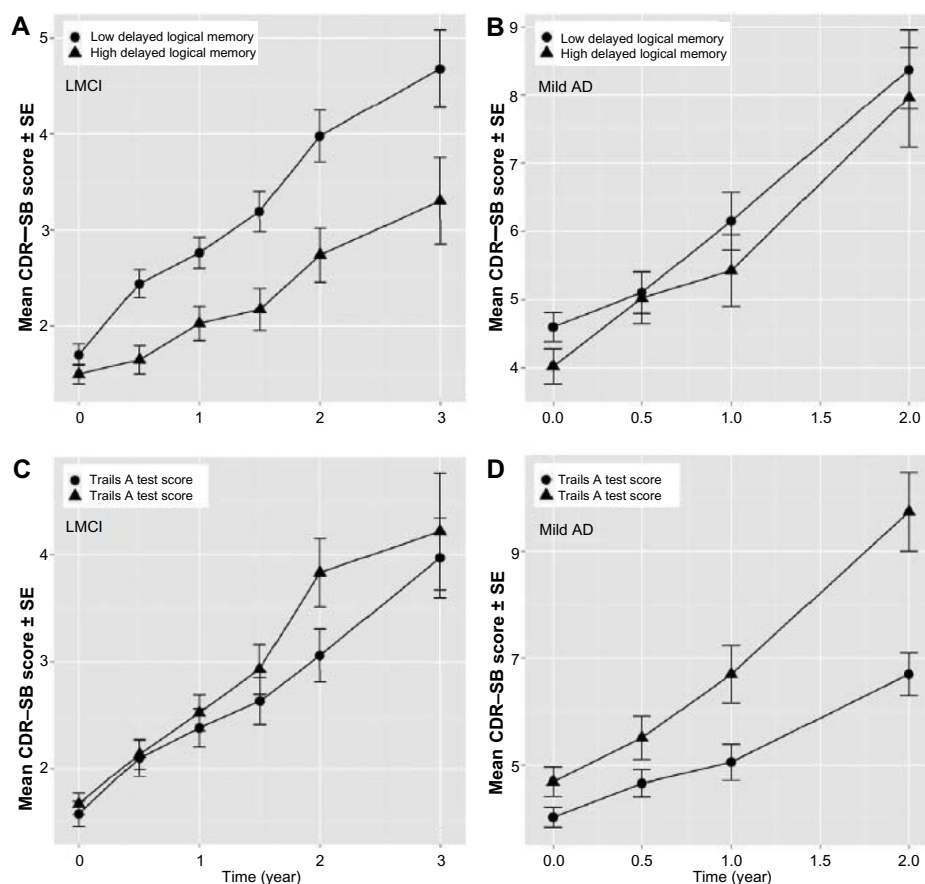 A
Low delayed logical memory
High delayed logical memory
LMCI
Mean CDR—SB score ± SE
5
4
3
2
0
1
2
3
B
Low delayed logical memory
High delayed logical memory
Mild AD
Mean CDR—SB score ± SE
9
8
7
6
5
4
0.0
0.5
1.0
1.5
2.0
C
Trails A test score
Trails A test score
LMCI
Mean CDR–SB score ± SE
4
3
2
0
1
2
3
Time (year)
D
Trails A test score
Trails A test score
Mild AD
Mean CDR–SB score ± SE
9
7
5
0.0
0.5
1.0
1.5
2.0
Time (year)